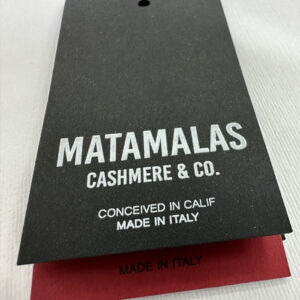 MATAMALAS
CASHMERE & CO.
CONCEIVED IN CALIF
MADE IN ITALY
MADE IN ITALY